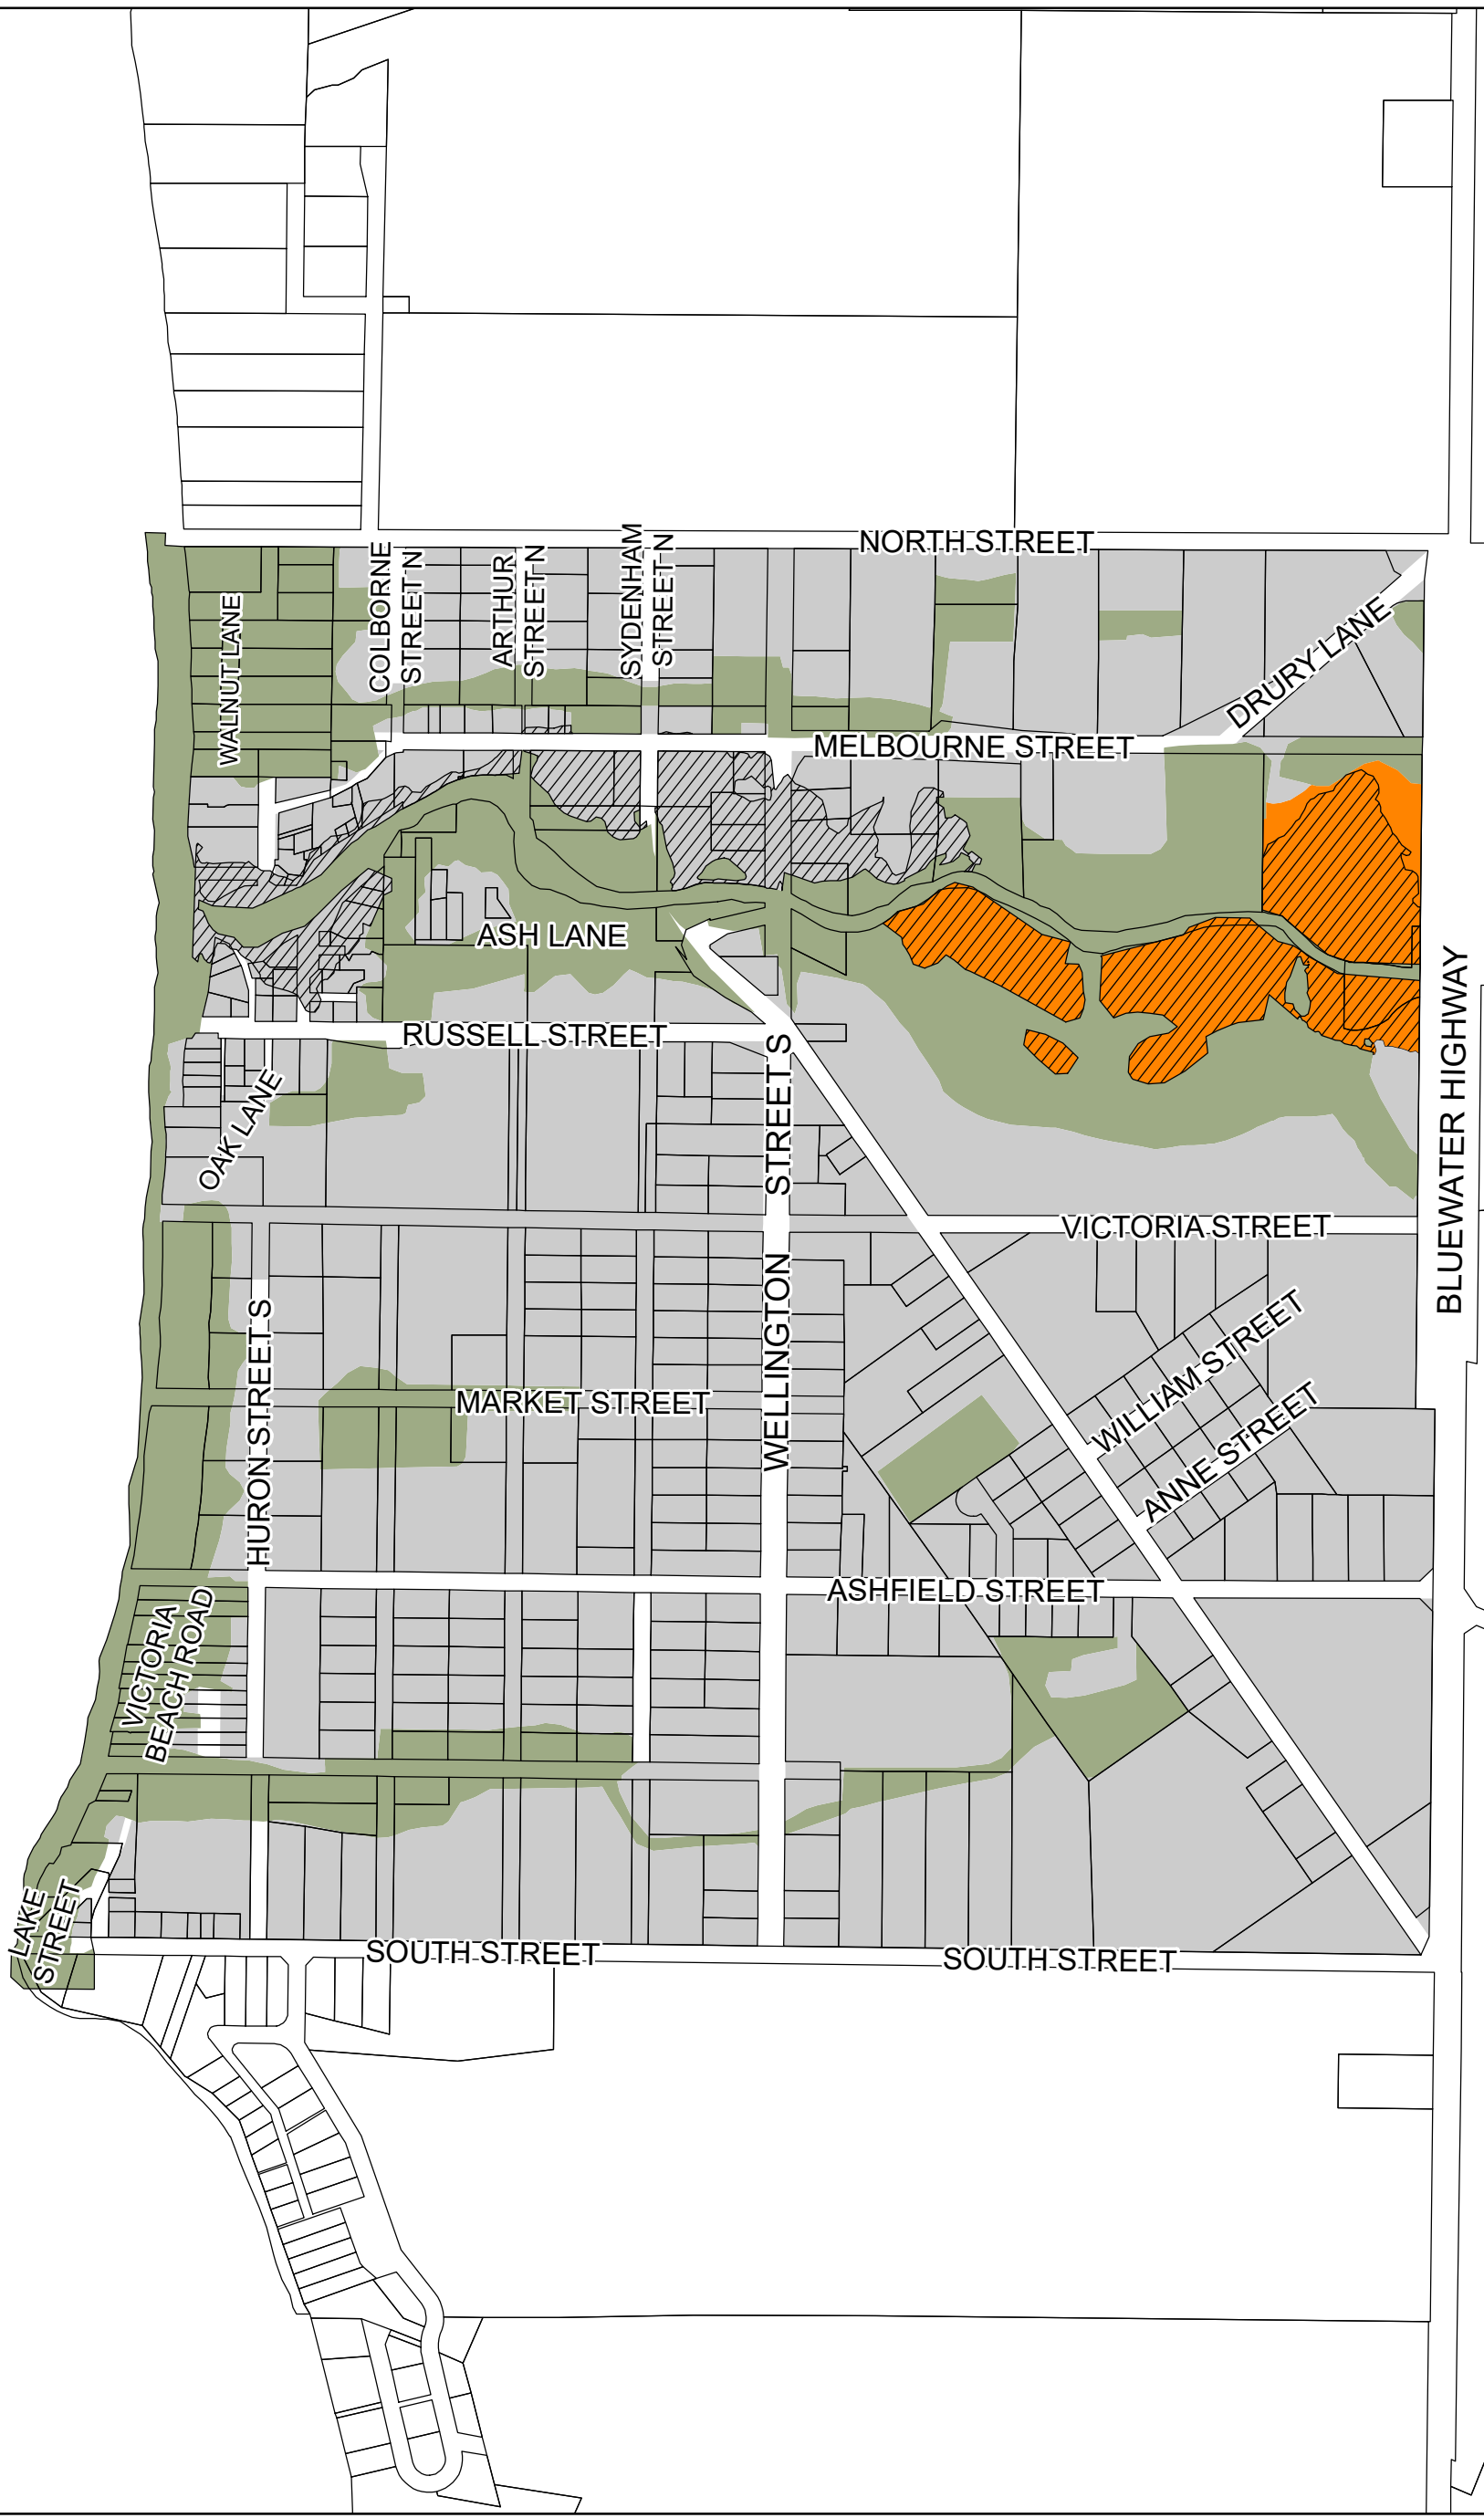 NORTH STREET
COLBORNE
STREET N
ARTHUR
STREET N
SYDENHAM
STREET N
WALNUT LANE
DRURY LANE
MELBOURNE STREET
ASH LANE
RUSSELL STREET
BLUEWATER HIGHWAY
OAK LANE
WELLINGTON STREET S
VICTORIA STREET
HURON STREET S
MARKET STREET
WILLIAM STREET
ANNE STREET
ASHFIELD STREET
VICTORIA
BEACH ROAD
LAKE
STREET
SOUTH STREET
SOUTH STREET